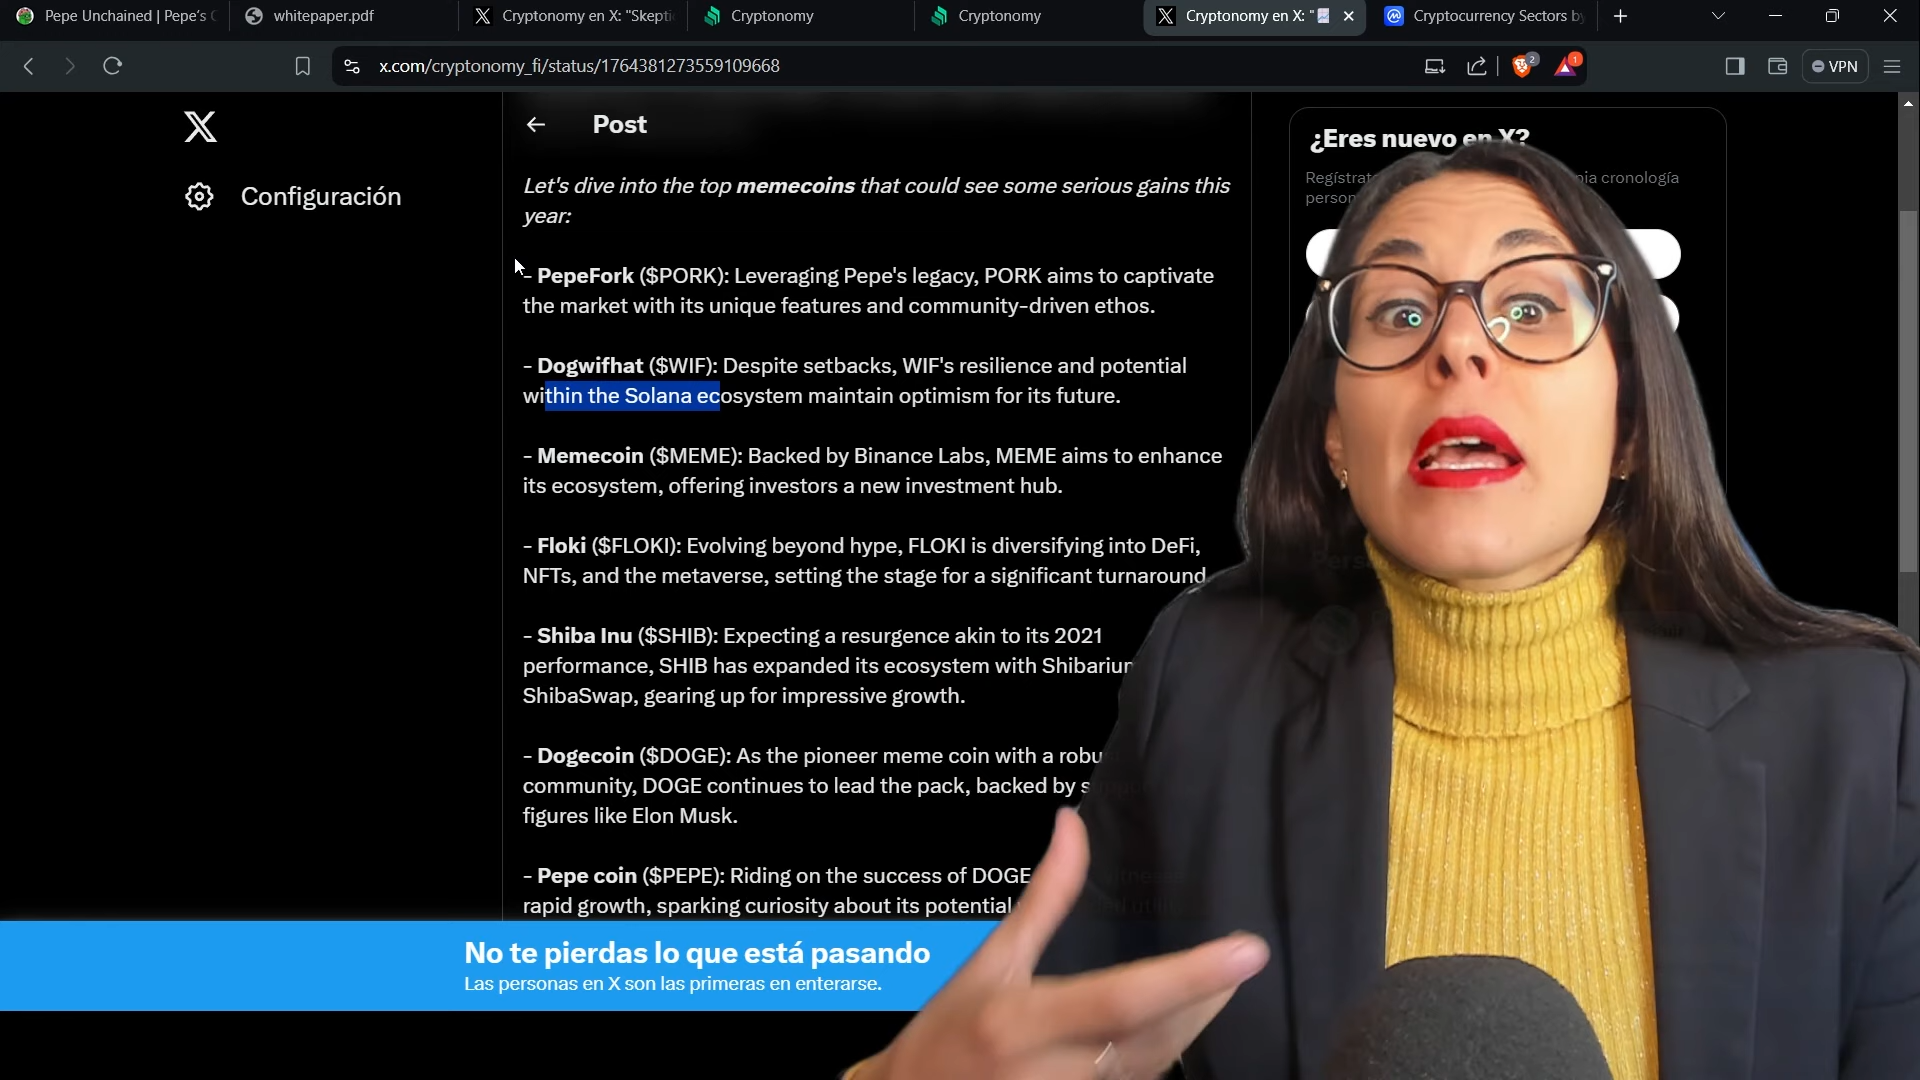 Pepe Unchained | Pepe's
whitepaper.pdf
Cryptonomy en X: "Skepti
Cryptonomy
Cryptonomy
Cryptonomy en X: "
Cryptocurrency Sectors by
x.com/cryptonomy_fi/status/1764381273559109668
2
1
VPN
Post
¿Eres nuevo en X?
Configuración
cronología
Let's dive into the top memecoins that could see some serious gains this
year:
- PepeFork ($PORK): Leveraging Pepe's legacy, PORK aims to captivate
the market with its unique features and community-driven ethos.
- Dogwifhat ($WIF): Despite setbacks, WIF's resilience and potential
within the Solana ecosystem maintain optimism for its future.
- Memecoin ($MEME): Backed by Binance Labs, MEME aims to enhance
its ecosystem, offering investors a new investment hub.
- Floki ($FLOKI): Evolving beyond hype, FLOKI is diversifying into DeFi,
NFTs, and the metaverse, setting the stage for a significant turnaround
- Shiba Inu ($SHIB): Expecting a resurgence akin to its 2021
performance, SHIB has expanded its ecosystem with Shibarium
ShibaSwap, gearing up for impressive growth.
- Dogecoin ($DOGE): As the pioneer meme coin with a robust
community, DOGE continues to lead the pack, backed by
figures like Elon Musk.
- Pepe coin ($PEPE): Riding on the success of DOGE
rapid growth, sparking curiosity about its potential
No te pierdas lo que está pasando
Las personas en X son las primeras en enterarse.